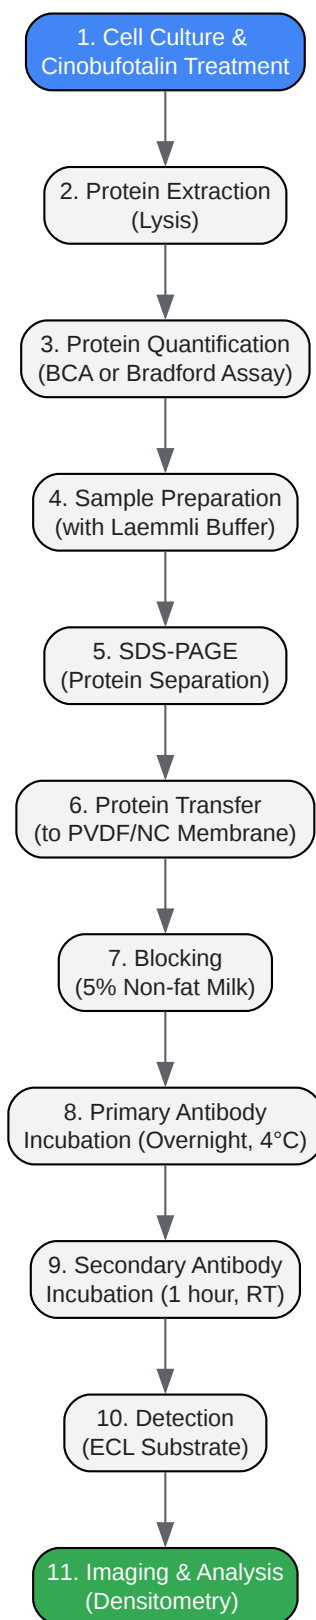 1. Cell Culture &
Cinobufotalin Treatment
2. Protein Extraction
(Lysis)
3. Protein Quantification
(BCA or Bradford Assay)
4. Sample Preparation
(with Laemmli Buffer)
5. SDS-PAGE
(Protein Separation)
6. Protein Transfer
(to PVDF/NC Membrane)
7. Blocking
(5% Non-fat Milk)
8. Primary Antibody
Incubation (Overnight, 4°C)
9. Secondary Antibody
Incubation (1 hour, RT)
10. Detection
(ECL Substrate)
11. Imaging & Analysis
(Densitometry)